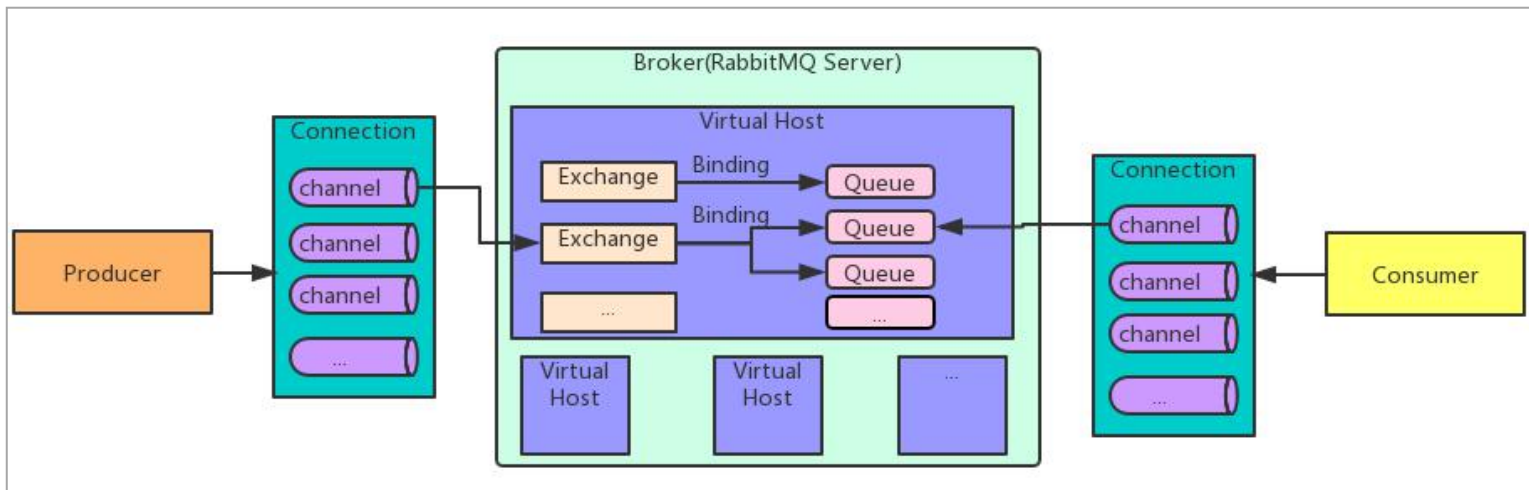 Broker(RabbitMQ Server)
Virtual Host
Connection
channel
channel
channel
...
Producer
Exchange
Binding
Queue
Exchange
Binding
Queue
Queue
...
...
Virtual
Host
Virtual
Host
...
Connection
channel
channel
channel
...
Consumer